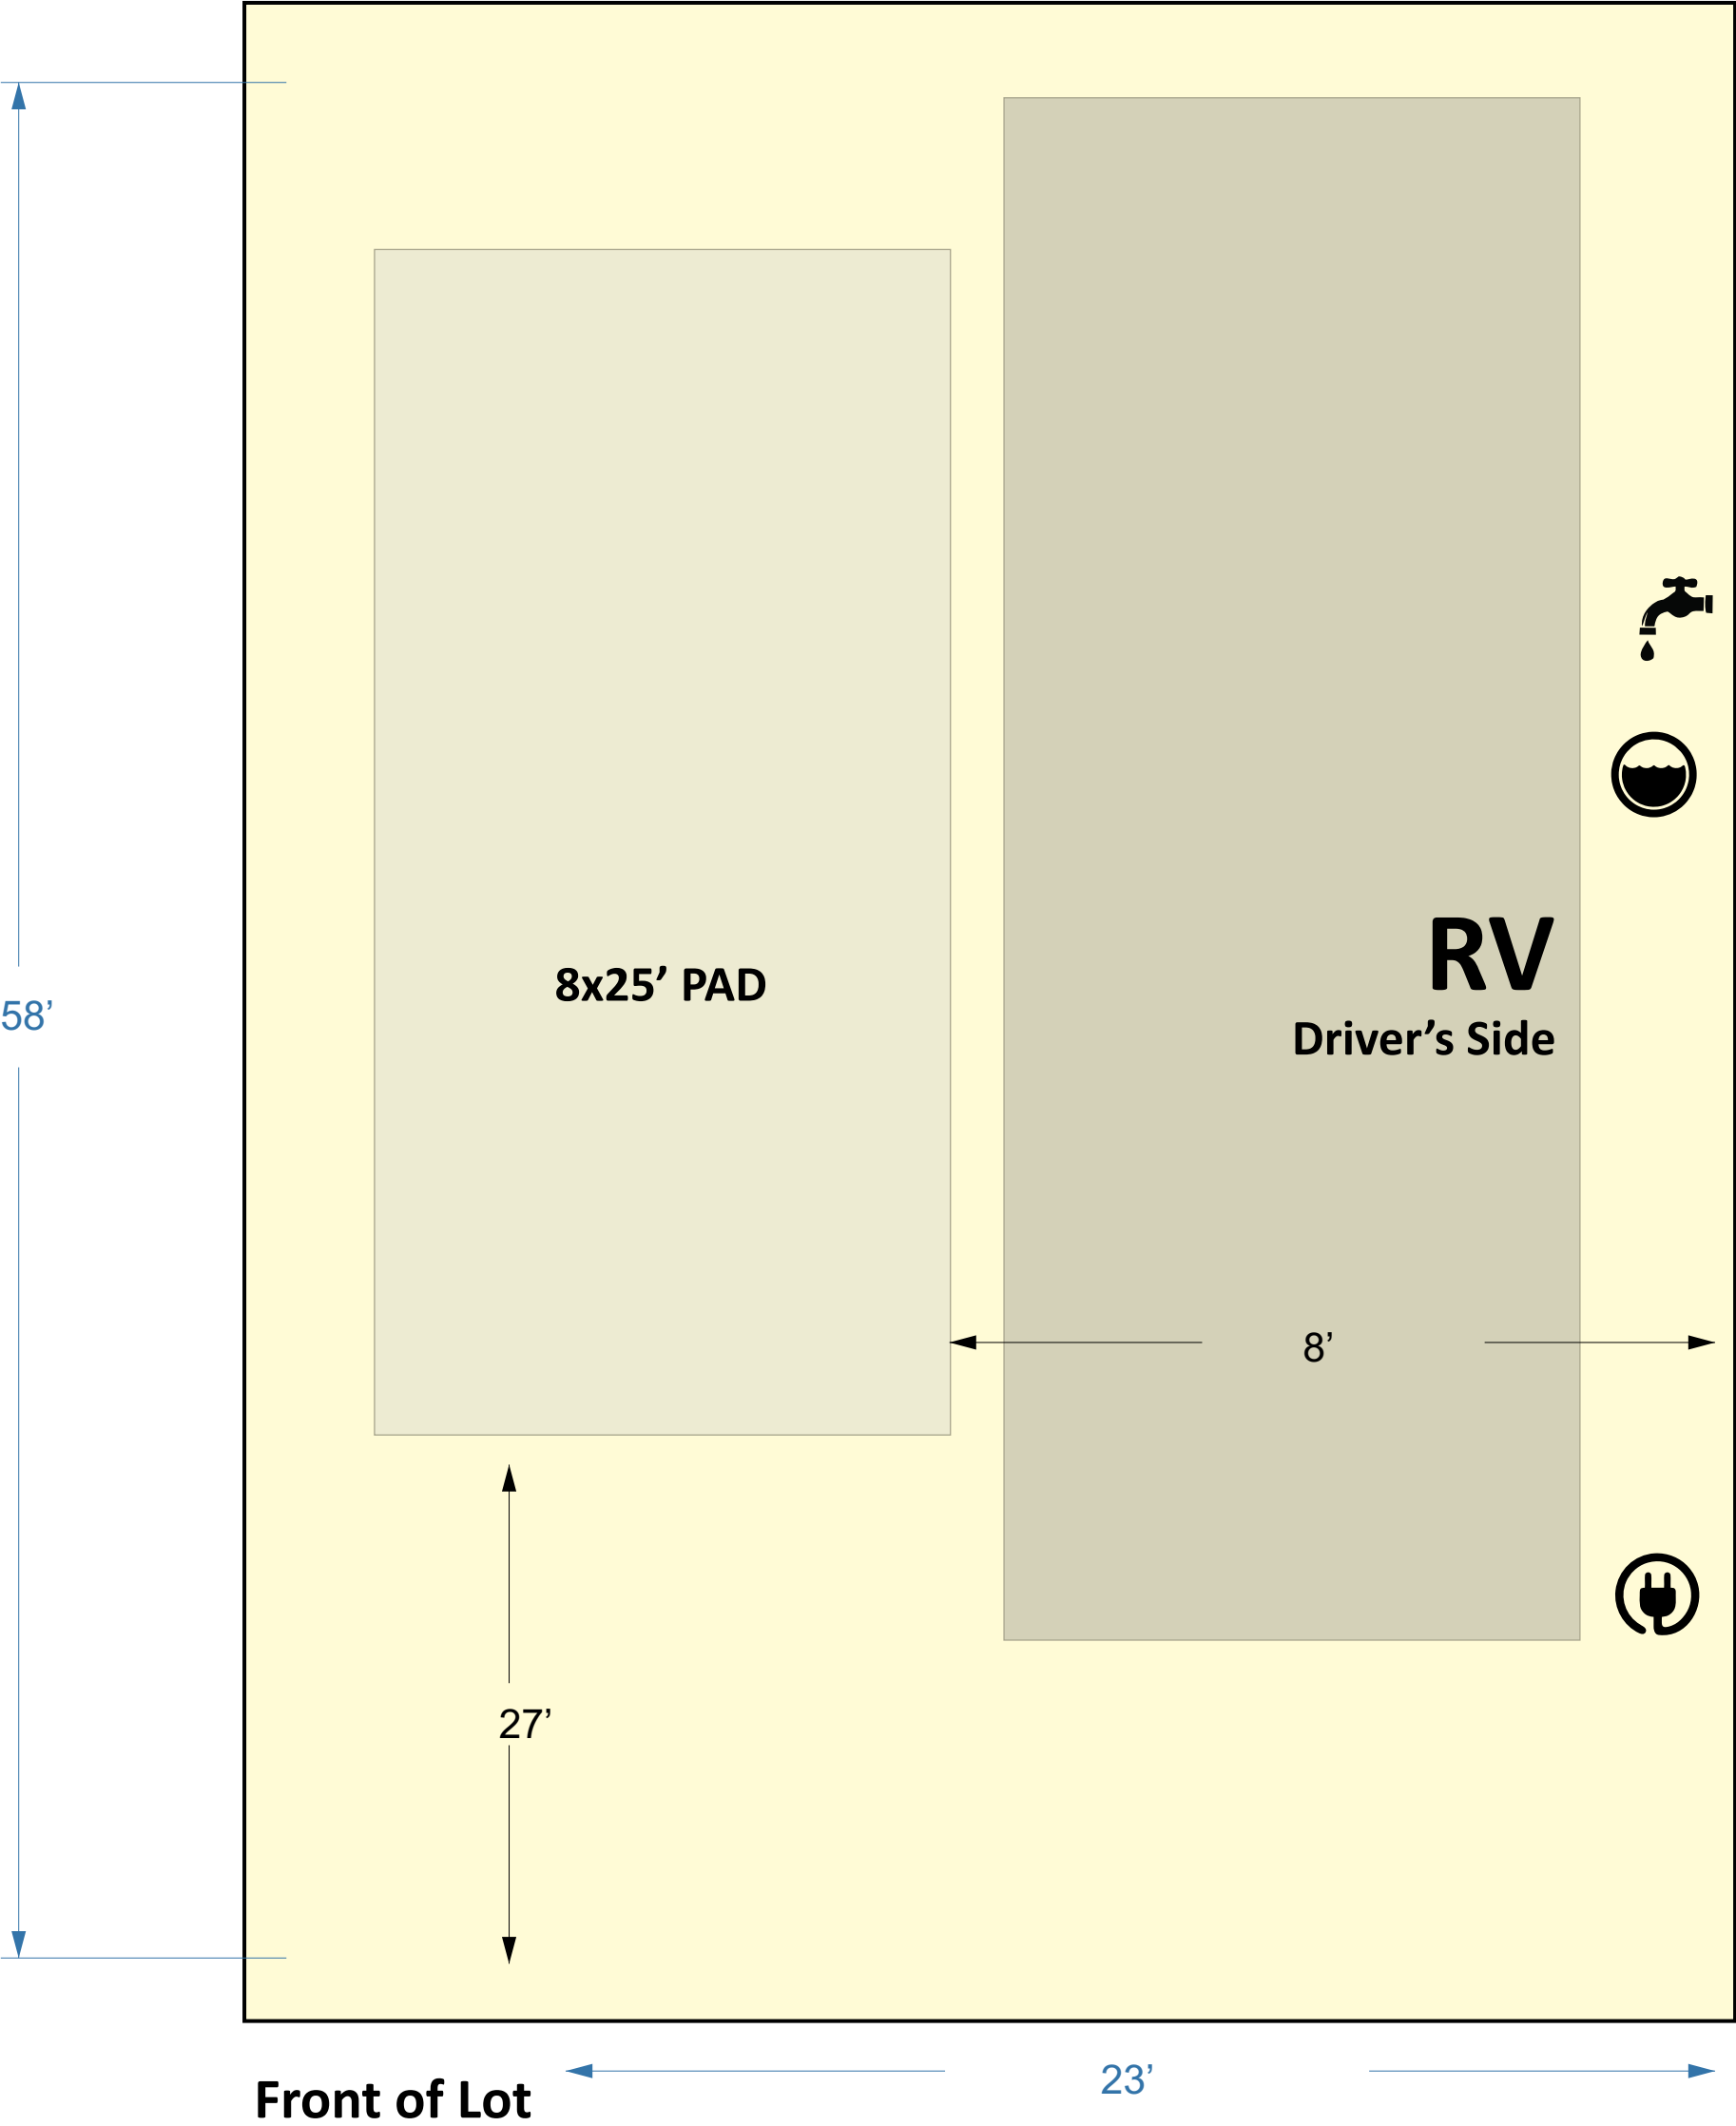 RV
8x25’ PAD
58’
Driver’s Side
8’
27’
23’
Front of Lot